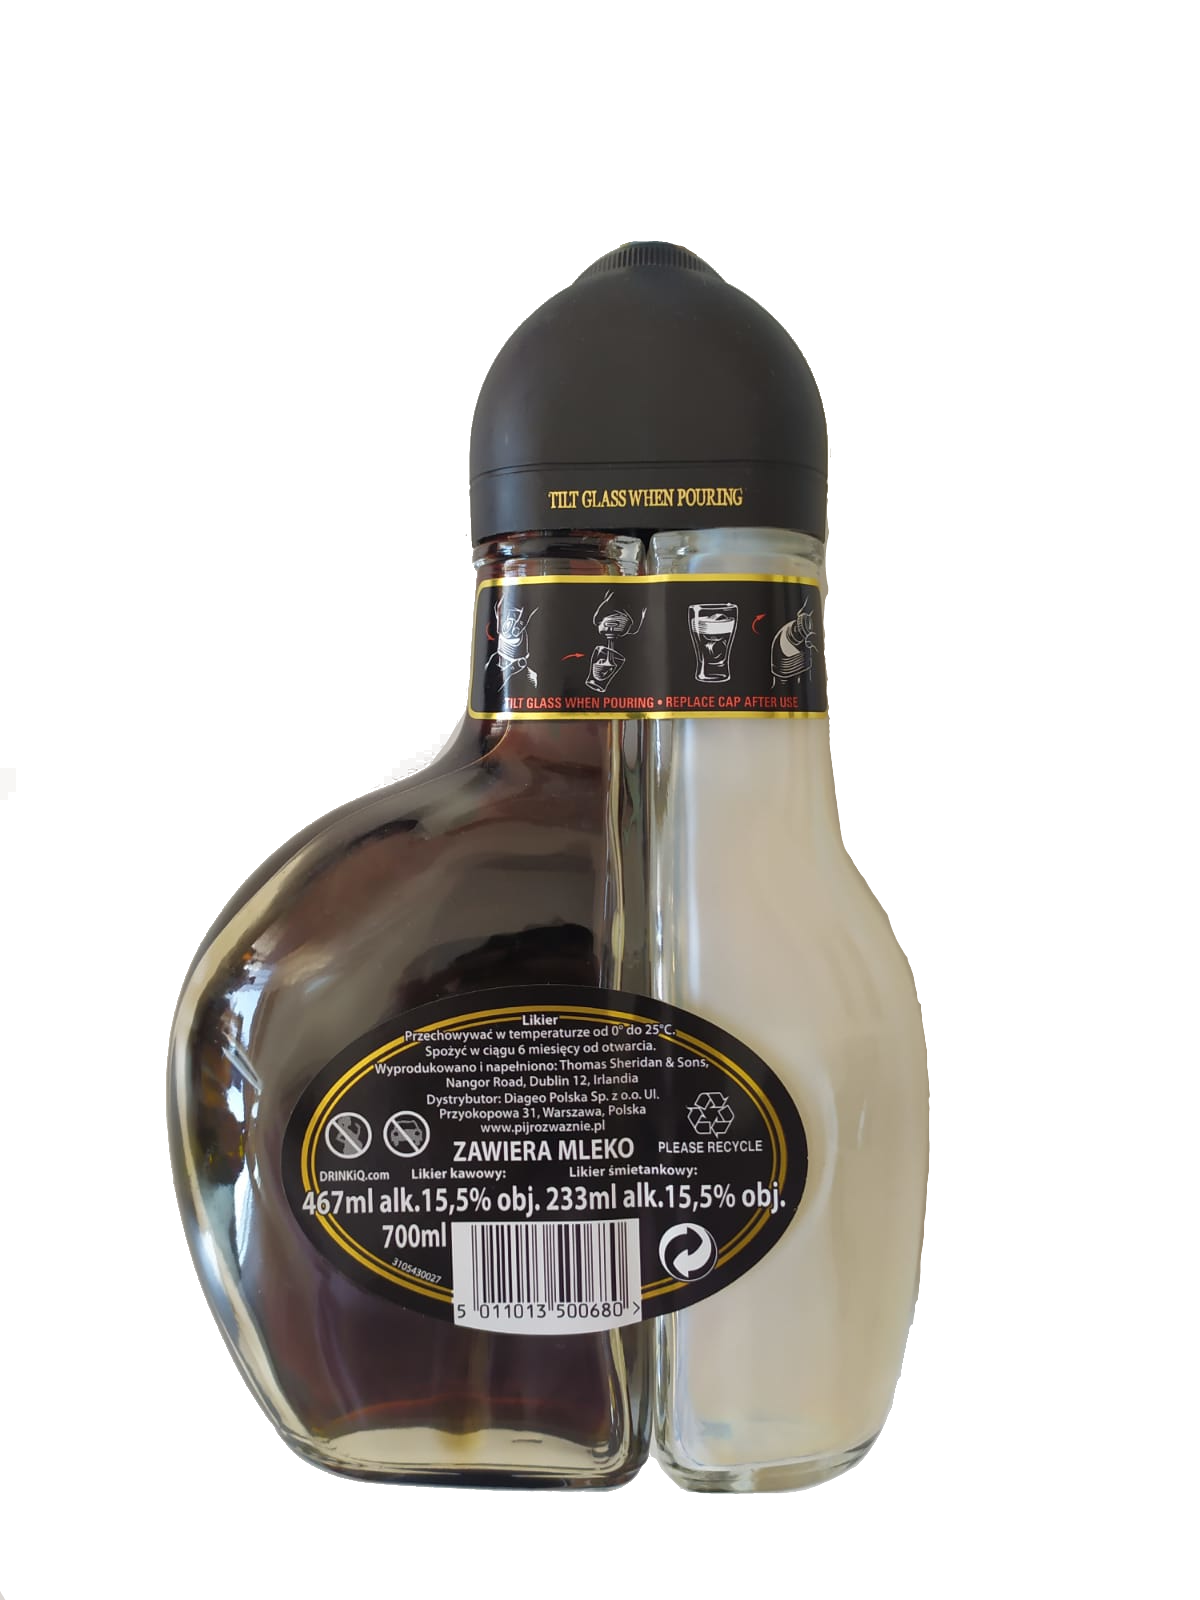 TILT GLASS WHEN POURING
TILT GLASS WHEN POURING • REPLACE CAP AFTER USE
Likier
Przechowywać w temperaturze od 0° do 25°C.
Spożyć w ciągu 6 miesięcy od otwarcia.
Wyprodukowano i napełniono: Thomas Sheridan & Sons,
Nangor Road, Dublin 12, Irlandia
Dystrybutor: Diageo Polska Sp. z o.o. Ul.
Przyokopowa 31, Warszawa, Polska
www.pijrozwaznie.pl
ZAWIERA MLEKO
PLEASE RECYCLE
DRINKiQ.com
Likier kawowy: Likier śmietankowy:
467ml alk.15,5% obj. 233ml alk.15,5% obj.
700ml
3105430027
5 011013 500680 >